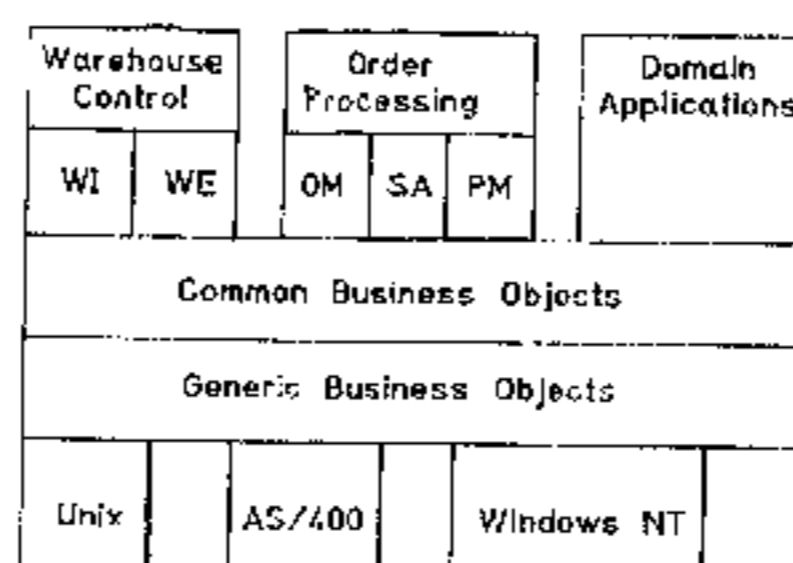 Warehouse
Control
Order
Processing
Domain
Applications
WI
WE
OM
SA
PM
Common Business Objects
Generic Business Objects
Unix
AS/400
Windows NT